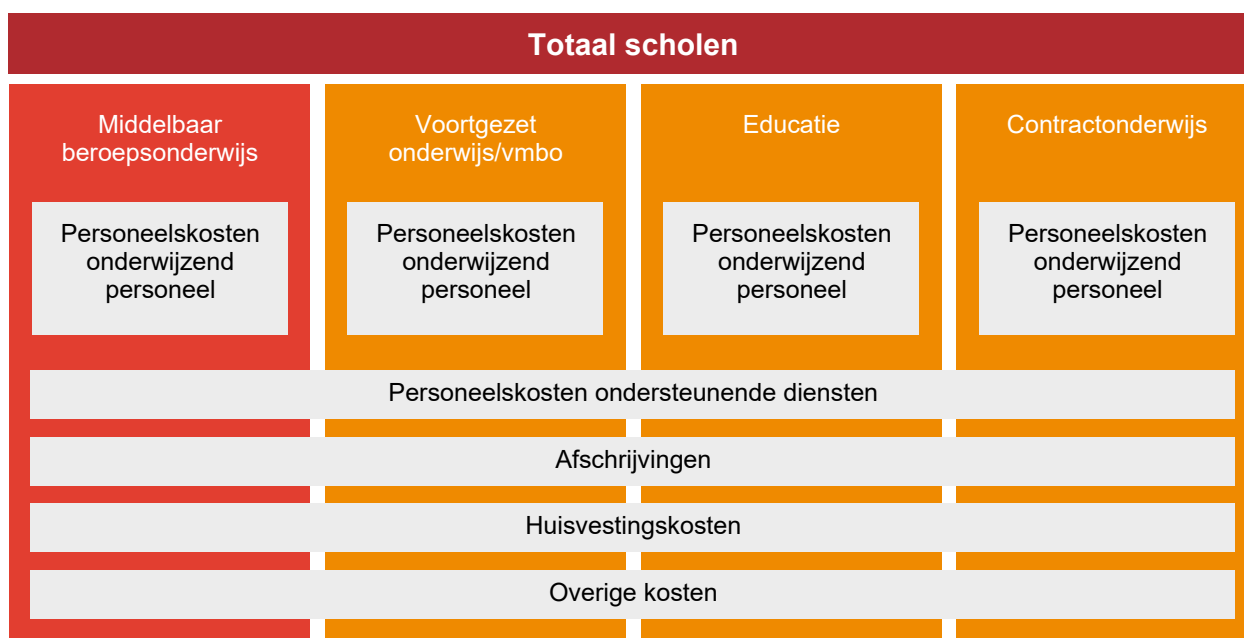 Totaal scholen
Middelbaar
beroepsonderwijs
Voortgezet
onderwijs/vmbo
Educatie
Contractonderwijs
Personeelskosten
onderwijzend
personeel
Personeelskosten
onderwijzend
personeel
Personeelskosten
onderwijzend
personeel
Personeelskosten
onderwijzend
personeel
Personeelskosten ondersteunende diensten
Afschrijvingen
Huisvestingskosten
Overige kosten